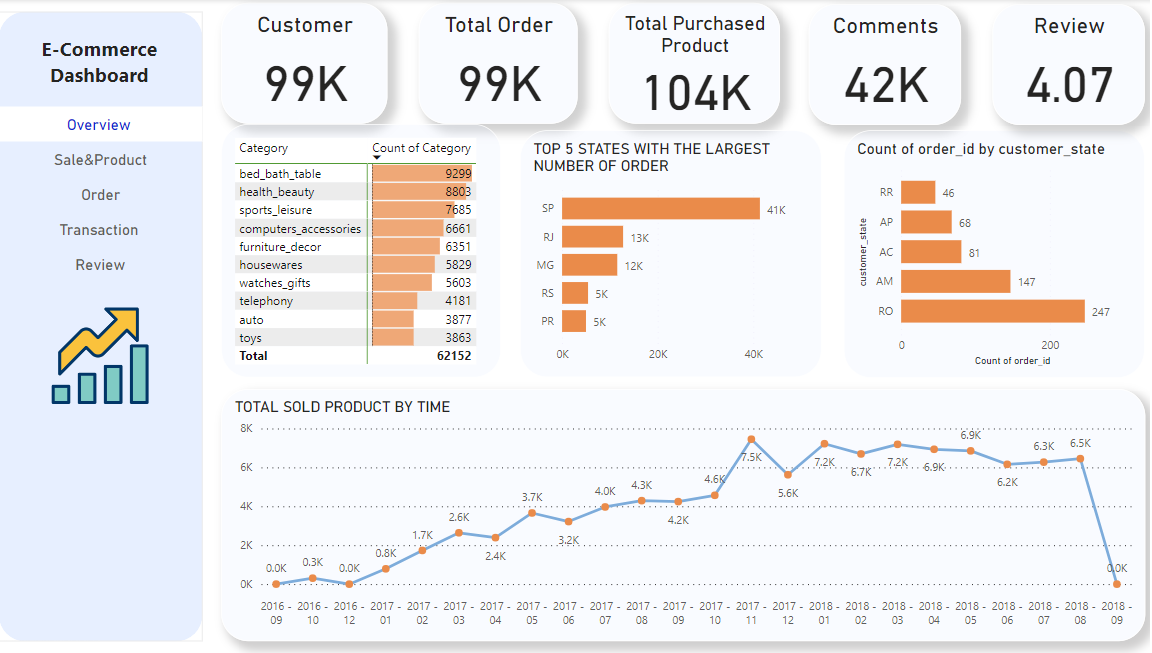 E-Commerce
Dashboard
Overview
Sale&Product
Order
Transaction
Review
Customer
99K
Total Order
99K
Total Purchased
Product
104K
Comments
42K
Review
4.07
Category Count of Category
bed_bath_table 9299
health_beauty 8803
sports_leisure 7685
computers_accessories 6661
furniture_decor 6351
housewares 5829
watches_gifts 5603
telephony 4181
auto 3877
toys 3863
Total 62152
TOP 5 STATES WITH THE LARGEST
NUMBER OF ORDER
SP 41K
RJ 13K
MG 12K
RS 5K
PR 5K
0K 20K 40K
Count of order_id by customer_state
customer_state
RR 46
AP 68
AC 81
AM 147
RO 247
0 200
Count of order_id
TOTAL SOLD PRODUCT BY TIME
8K
6K
4K
2K
0K
0.0K 0.3K 0.0K 0.8K 1.7K 2.6K 2.4K 3.7K 3.2K 4.0K 4.3K 4.2K 4.6K 7.5K 5.6K 7.2K 6.7K 7.2K 6.9K 6.9K 6.2K 6.3K 6.5K 0.0K
2016 - 2016 - 2016 - 2017 - 2017 - 2017 - 2017 - 2017 - 2017 - 2017 - 2017 - 2017 - 2017 - 2017 - 2017 - 2018 - 2018 - 2018 - 2018 - 2018 - 2018 - 2018 - 2018 - 2018 -
09 10 12 01 02 03 04 05 06 07 08 09 10 11 12 01 02 03 04 05 06 07 08 09